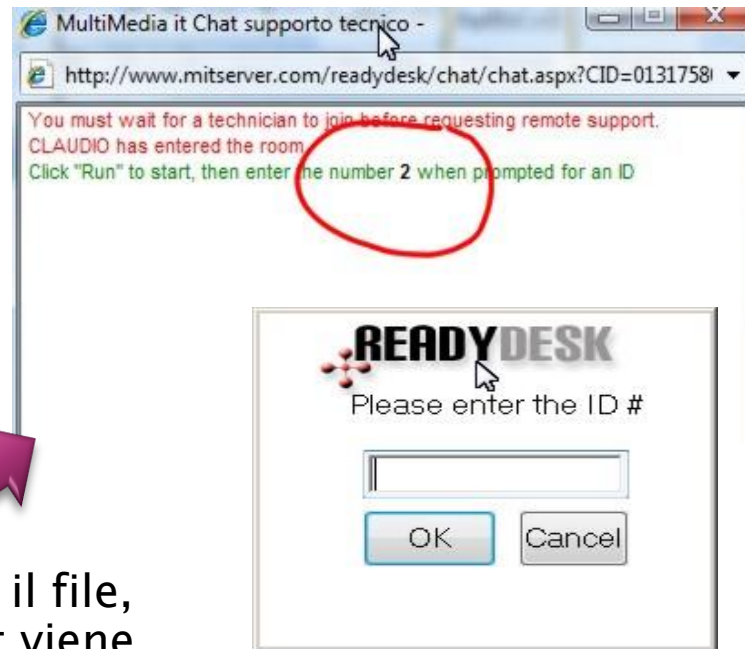 MultiMedia it Chat supporto tecnico -
http://www.mitserver.com/readydesk/chat/chat.aspx?CID=0131758
You must wait for a technician to join before requesting remote support.
CLAUDIO has entered the room.
Click "Run" to start, then enter the number 2 when prompted for an ID
READYDESK
Please enter the ID #
OK
Cancel
il file,
viene